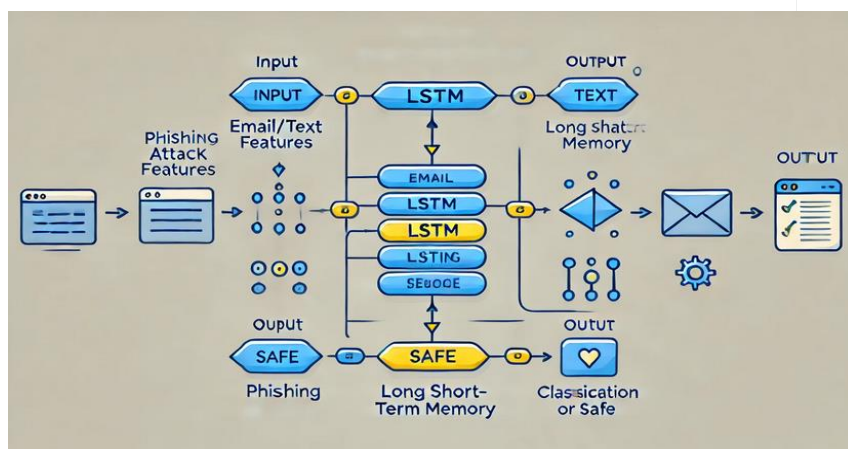 Input
INPUT
Email/Text
Features
Phishing
Attack
Features
LSTM
OUTPUT
TEXT
Long
Memory
EMAIL
LSTM
LSTM
LSTING
SEBOOE
OUTTUT
Ouput
SAFE
Phishing
SAFE
Long Short-
Term Memory
Outut
Classication
or Safe